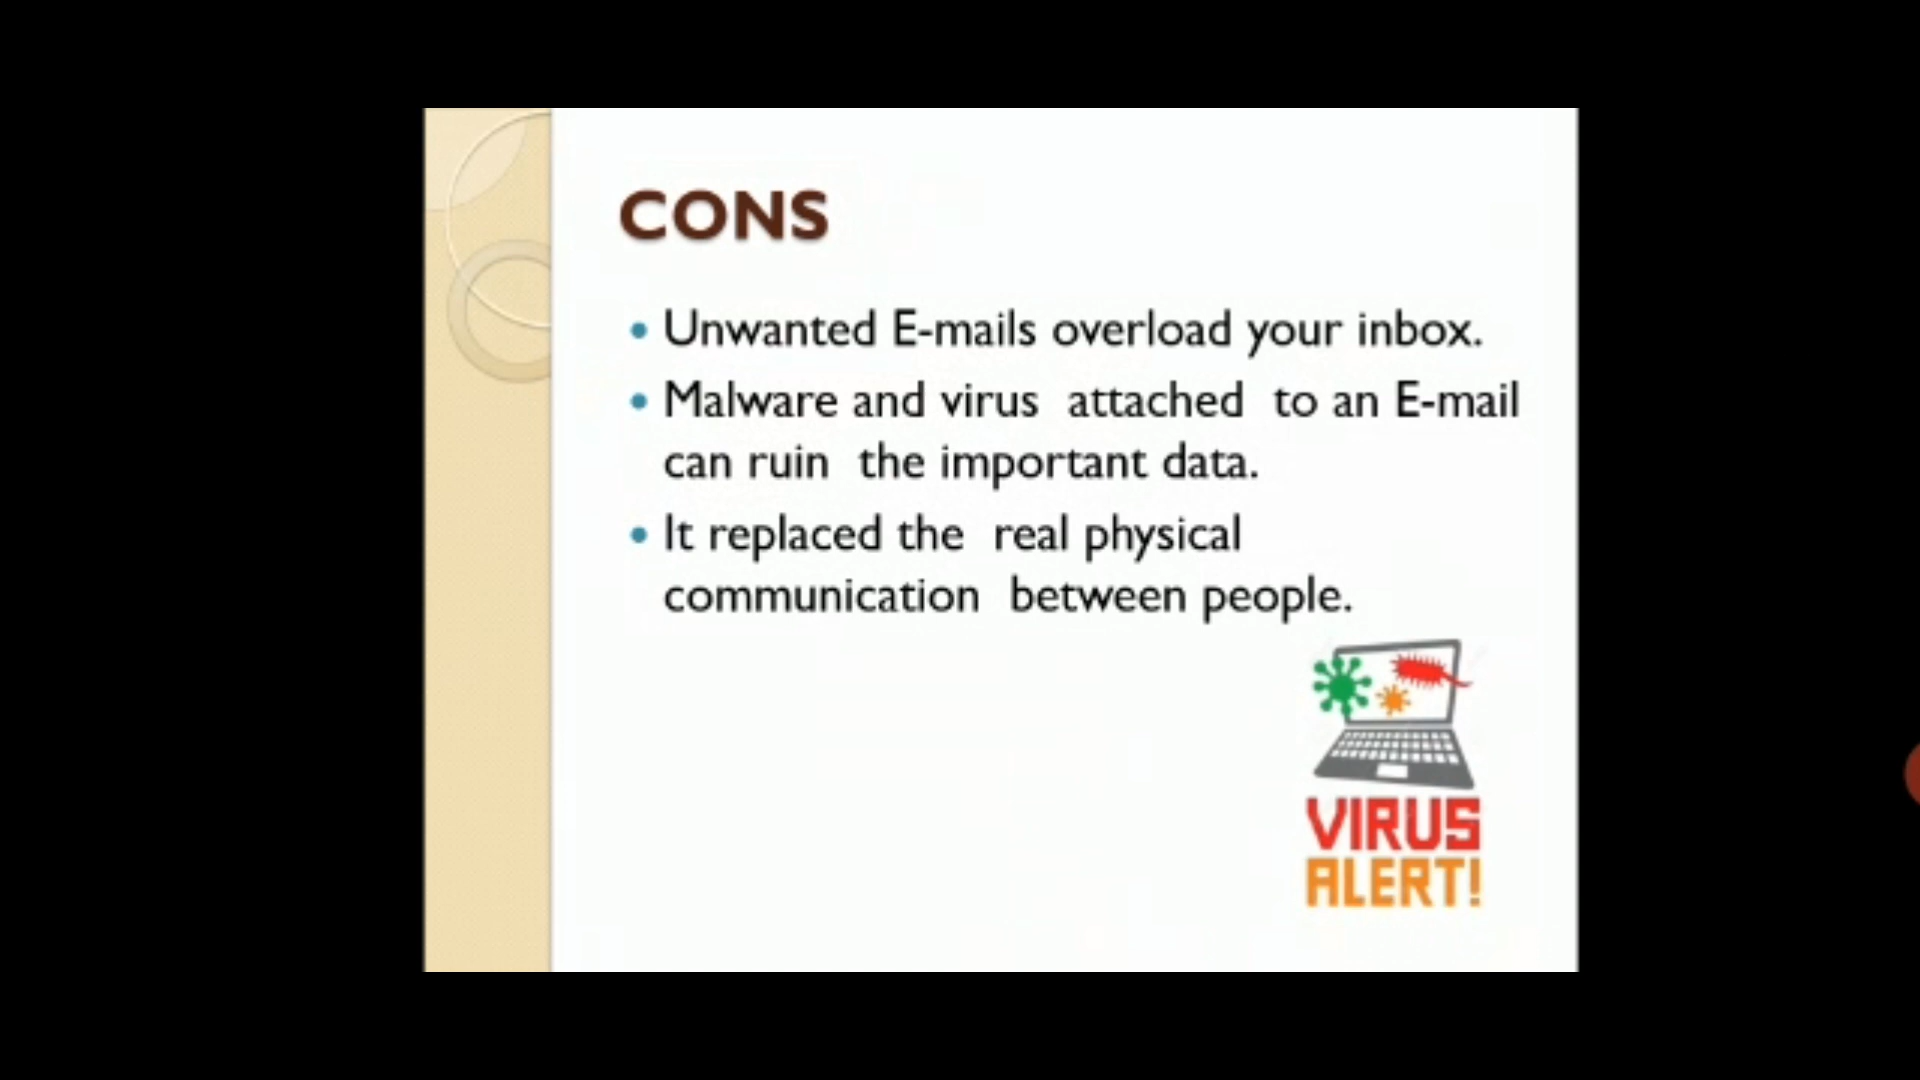 CONS
• Unwanted E-mails overload your inbox.
• Malware and virus attached to an E-mail
can ruin the important data.
• It replaced the real physical
communication between people.
VIRUS
ALERT!